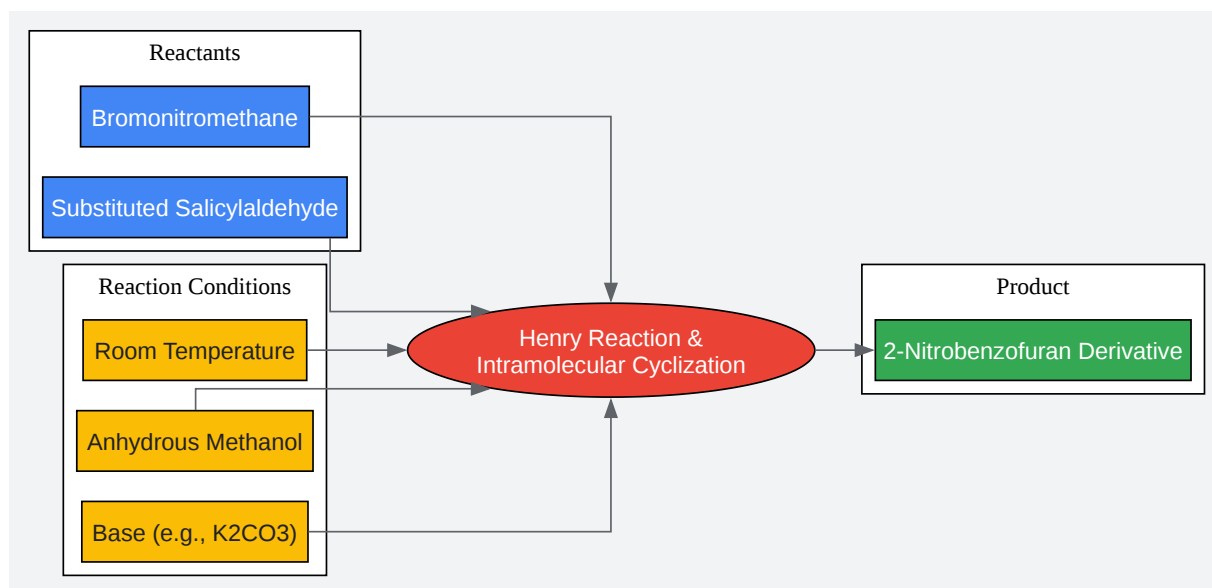 Reactants
Bromonitromethane
Substituted Salicylaldehyde
Reaction Conditions
Room Temperature
Anhydrous Methanol
Base (e.g., K2CO3)
Henry Reaction &
Intramolecular Cyclization
Product
2-Nitrobenzofuran Derivative